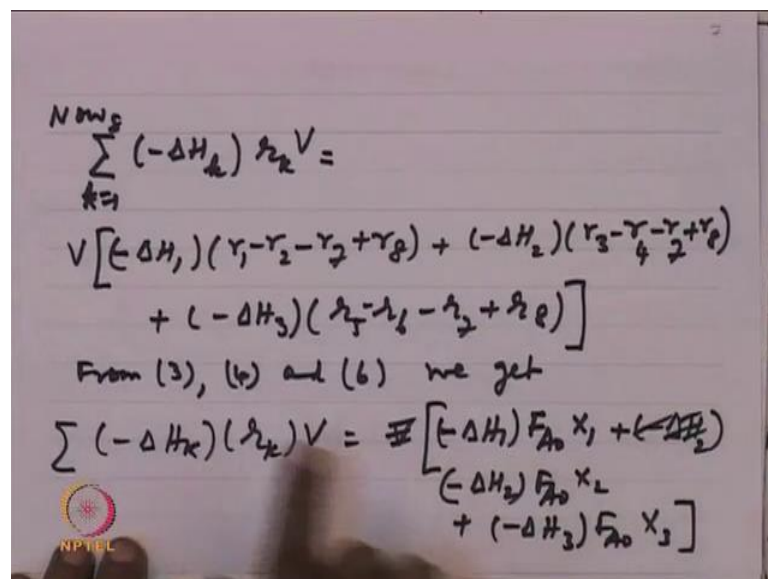 Now,
∑ (-ΔH_k) r_k V =
k=1
V[(-ΔH_1)(r_1-r_2-r_7+r_8) + (-ΔH_2)(r_3-r_4-r_7+r_8)
+ (-ΔH_3)(r_5-r_6-r_7+r_8)]
From (3), (4) and (6) we get
∑ (-ΔH_k)(r_k)V = [(-ΔH_1) F_A0 X_1 +
(-ΔH_2) F_A0 X_2
+ (-ΔH_3) F_A0 X_3]
NPTEL